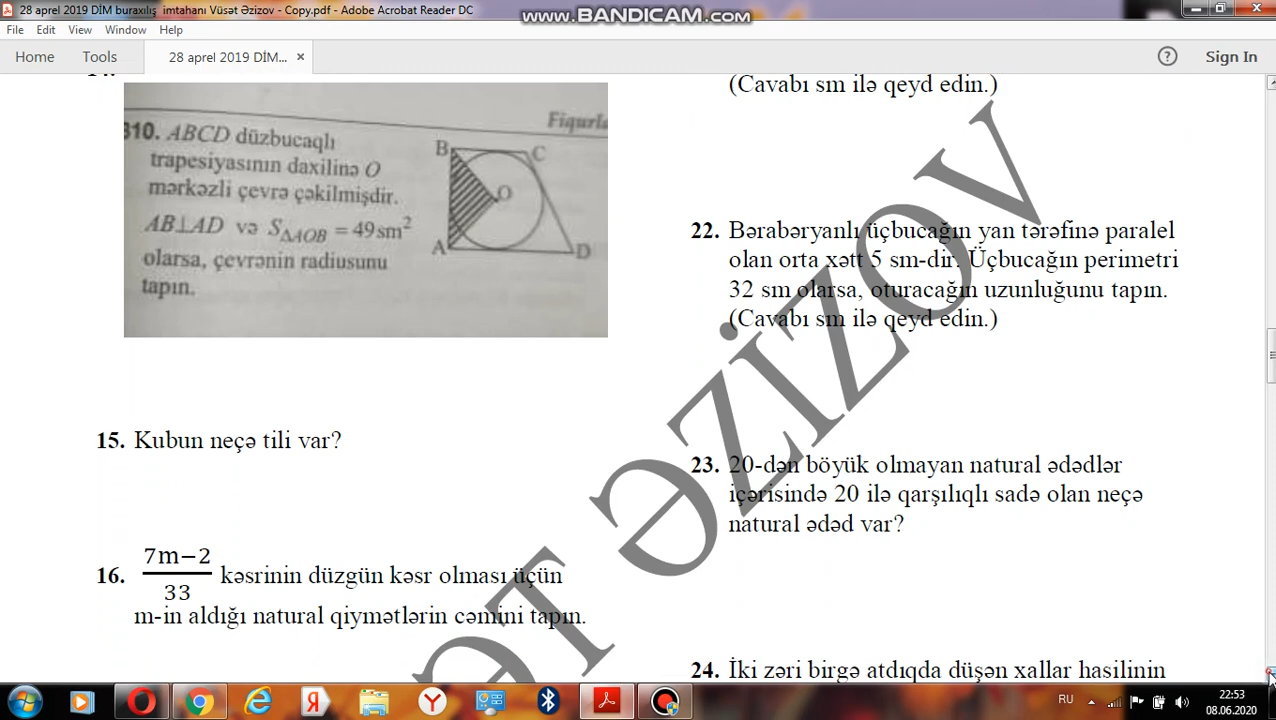 28 aprel 2019 DİM buraxılış imtahanı Vüsət Əzizov - Copy.pdf - Adobe Acrobat Reader DC
www.BANDICAM.com
File Edit View Window Help
Home Tools 28 aprel 2019 DİM... × ? Sign In
Fiqurla
310. ABCD düzbucaqlı
trapesiyasının daxilinə O
mərkəzli çevrə çəkilmişdir.
AB⊥AD və S△AOB = 49sm²
olarsa, çevrənin radiusunu
tapın.
B C
O
A D
15. Kubun neçə tili var?
16. (7m−2)/33 kəsrinin düzgün kəsr olması üçün
m-in aldığı natural qiymətlərin cəmini tapın.
(Cavabı sm ilə qeyd edin.)
22. Bərabəryanlı üçbucağın yan tərəfinə paralel
olan orta xətt 5 sm-dir. Üçbucağın perimetri
32 sm olarsa, oturacağın uzunluğunu tapın.
(Cavabı sm ilə qeyd edin.)
23. 20-dən böyük olmayan natural ədədlər
içərisində 20 ilə qarşılıqlı sadə olan neçə
natural ədəd var?
24. İki zəri birgə atdıqda düşən xallar hasilinin
ƏT ƏZİZOV
RU 22:53
08.06.2020